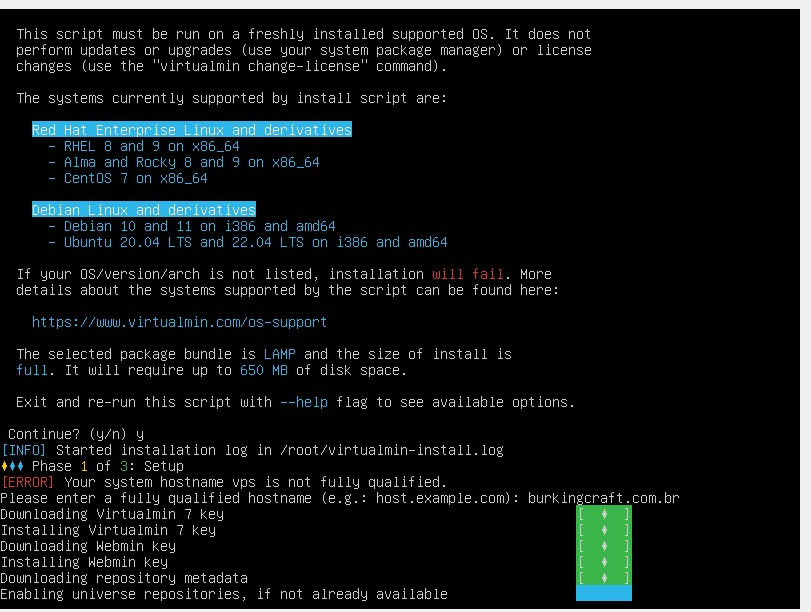 This script must be run on a freshly installed supported OS. It does not
perform updates or upgrades (use your system package manager) or license
changes (use the "virtualmin change-license" command).
The systems currently supported by install script are:
Red Hat Enterprise Linux and derivatives
- RHEL 8 and 9 on x86_64
- Alma and Rocky 8 and 9 on x86_64
- CentOS 7 on x86_64
Debian Linux and derivatives
- Debian 10 and 11 on i386 and amd64
- Ubuntu 20.04 LTS and 22.04 LTS on i386 and amd64
If your OS/version/arch is not listed, installation will fail. More
details about the systems supported by the script can be found here:
https://www.virtualmin.com/os-support
The selected package bundle is LAMP and the size of install is
full. It will require up to 650 MB of disk space.
Exit and re-run this script with --help flag to see available options.
Continue? (y/n) y
[INFO] Started installation log in /root/virtualmin-install.log
♦♦♦ Phase 1 of 3: Setup
[ERROR] Your system hostname vps is not fully qualified.
Please enter a fully qualified hostname (e.g.: host.example.com): burkingcraft.com.br
Downloading Virtualmin 7 key [ ♦ ]
Installing Virtualmin 7 key [ ♦ ]
Downloading Webmin key [ ♦ ]
Installing Webmin key [ ♦ ]
Downloading repository metadata [ ♦ ]
Enabling universe repositories, if not already available